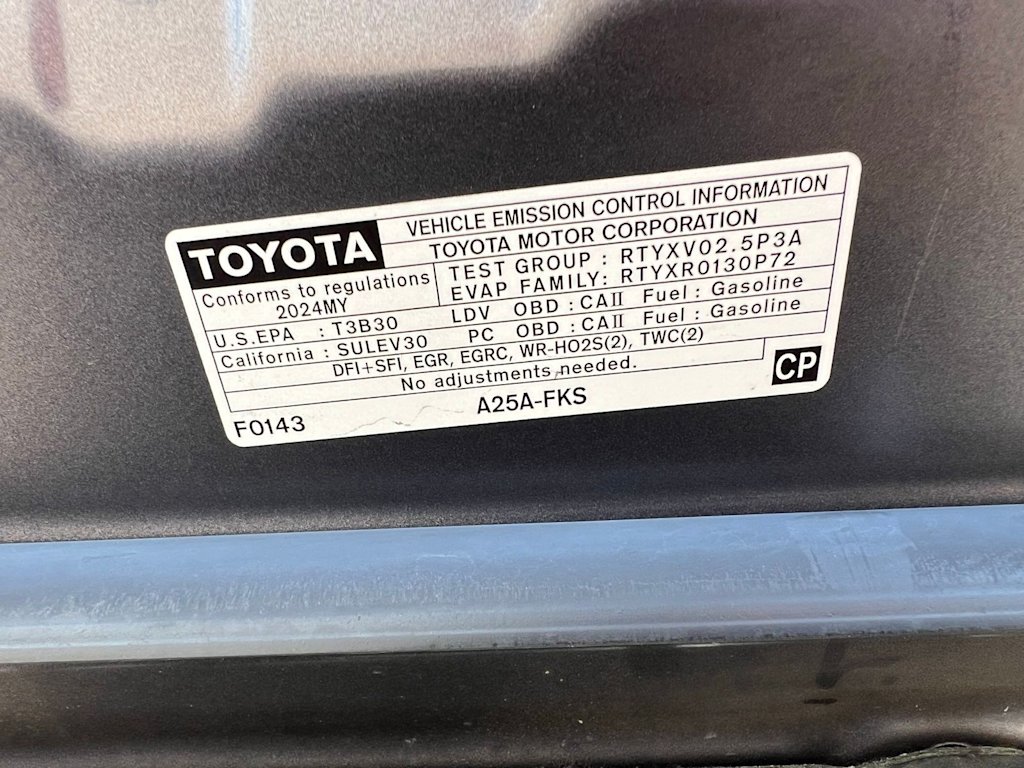 TOYOTA
VEHICLE EMISSION CONTROL INFORMATION
TOYOTA MOTOR CORPORATION
Conforms to regulations
2024MY
TEST GROUP : RTYXV02.5P3A
EVAP FAMILY: RTYXR0130P72
U.S.EPA : T3B30 LDV OBD : CAII Fuel : Gasoline
California : SULEV30 PC OBD : CAII Fuel : Gasoline
DFI+SFI, EGR, EGRC, WR-HO2S(2), TWC(2)
No adjustments needed.
CP
F0143 A25A-FKS